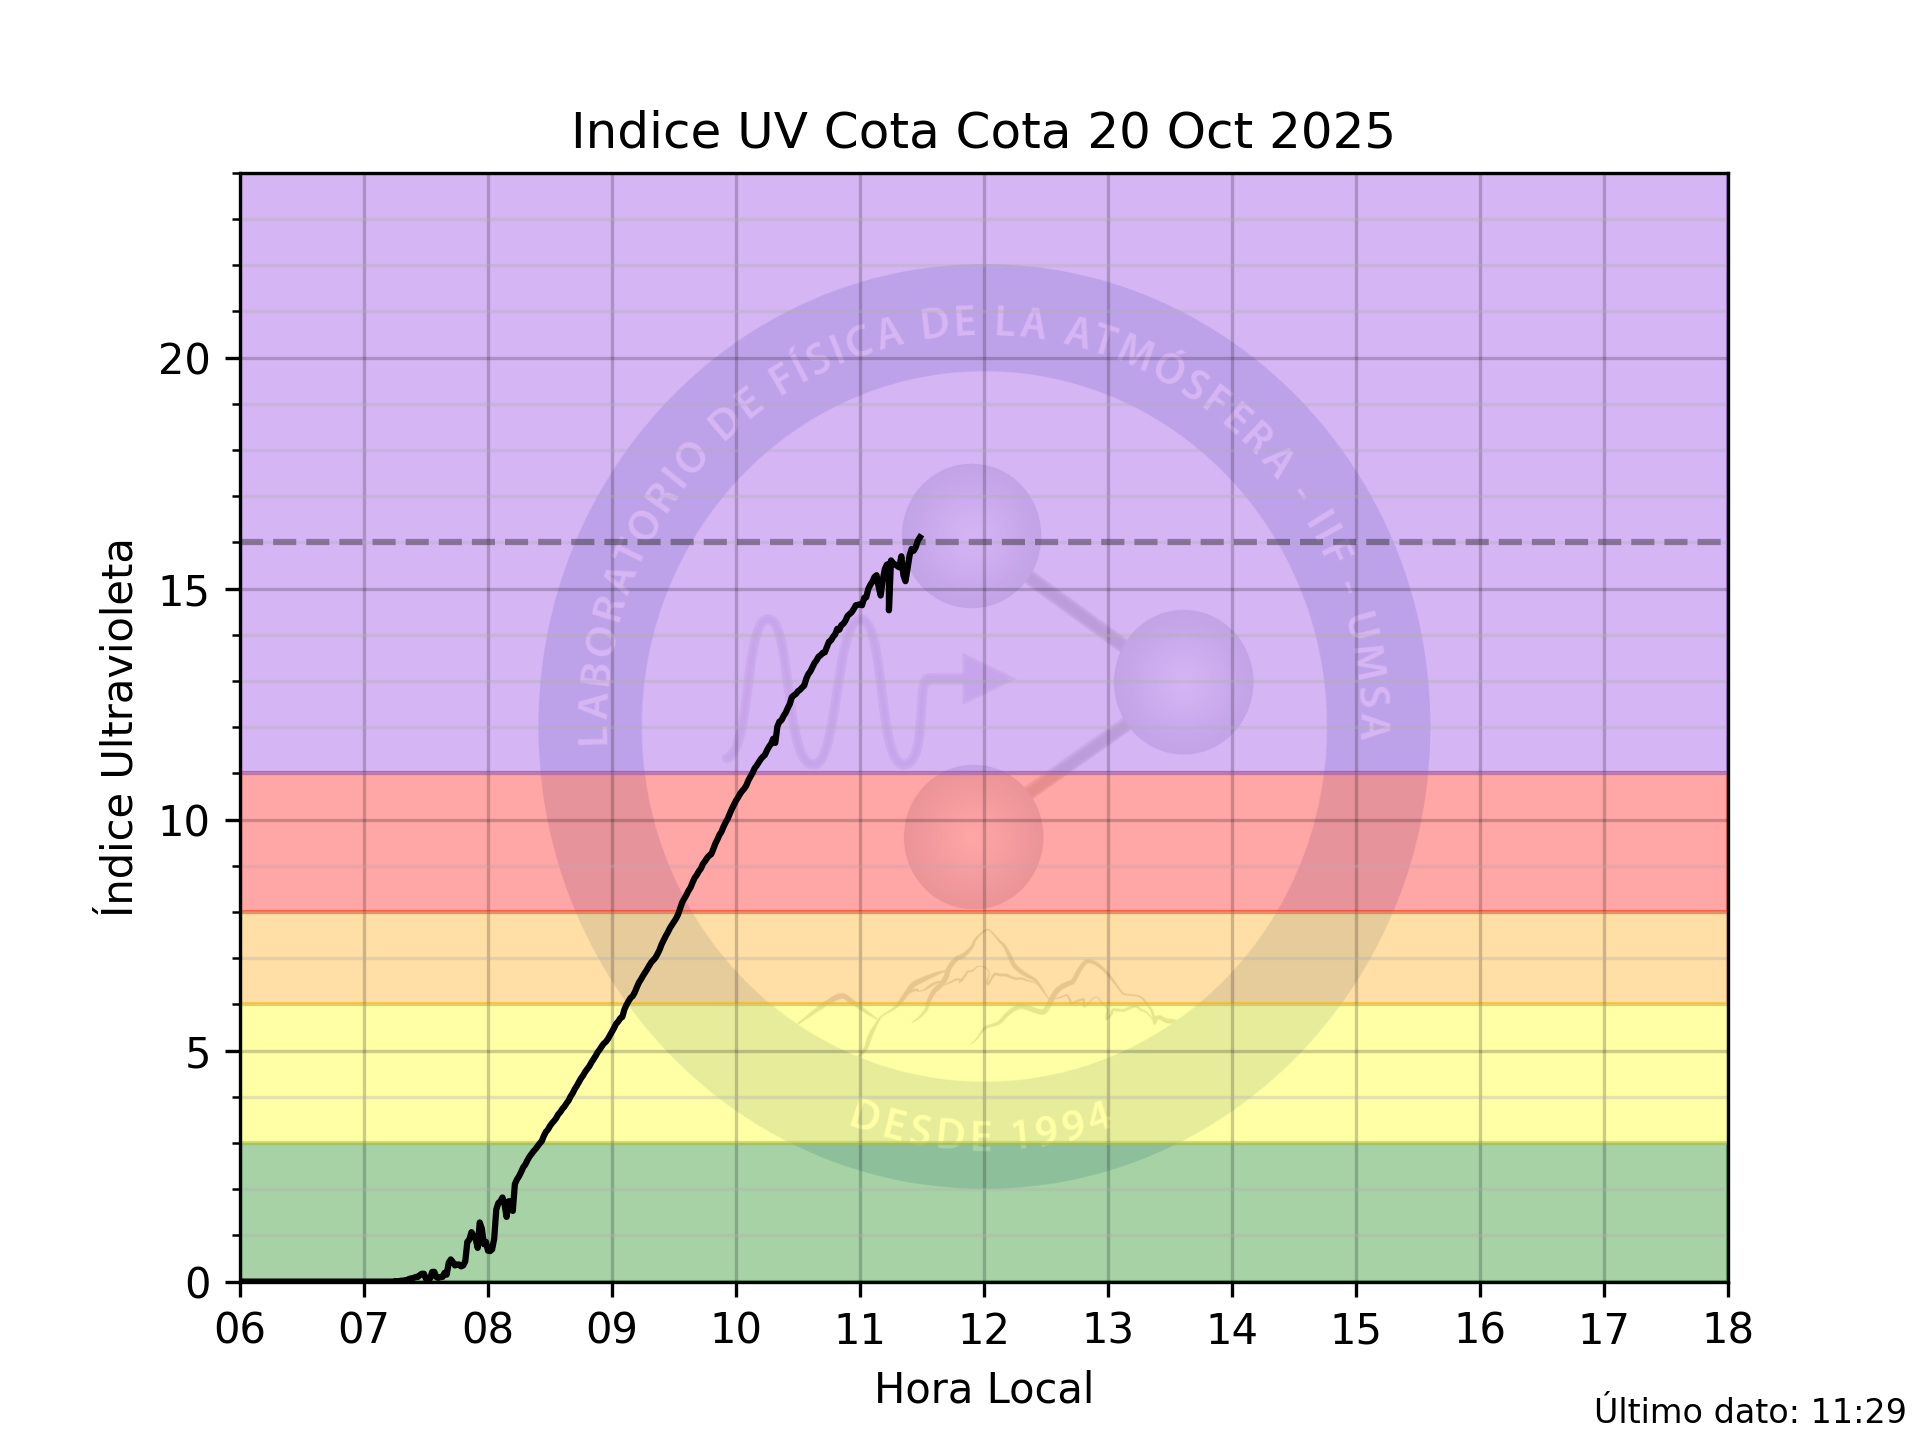 Indice UV Cota Cota 20 Oct 2025
LABORATORIO DE FÍSICA DE LA ATMÓSFERA - IIF - UMSA
DESDE 1994
Índice Ultravioleta
20
15
10
5
0
06 07 08 09 10 11 12 13 14 15 16 17 18
Hora Local
Último dato: 11:29